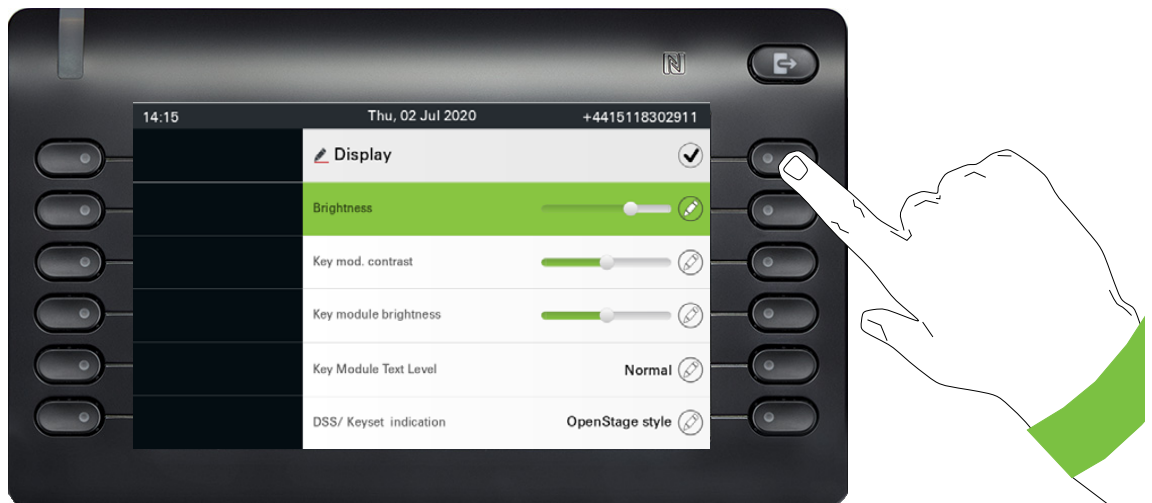 14:15 Thu, 02 Jul 2020 +4415118302911
Display
Brightness
Key mod. contrast
Key module brightness
Key Module Text Level Normal
DSS/ Keyset indication OpenStage style